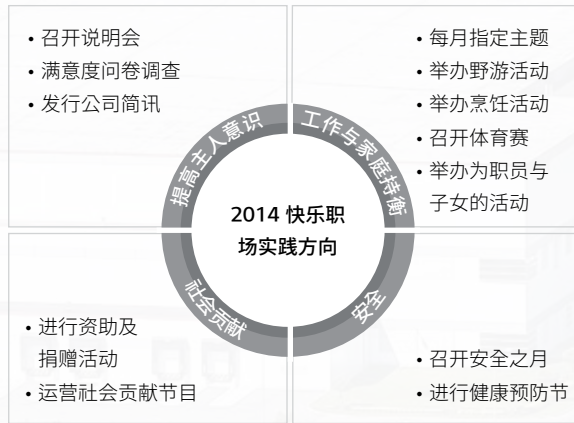 • 召开说明会
• 满意度问卷调查
• 发行公司简讯
• 每月指定主题
• 举办野游活动
• 举办烹饪活动
• 召开体育赛
• 举办为职员与
子女的活动
提高主人意识
工作与家庭持衡
2014 快乐职
场实践方向
社会贡献
安全
• 进行资助及
捐赠活动
• 运营社会贡献节目
• 召开安全之月
• 进行健康预防节